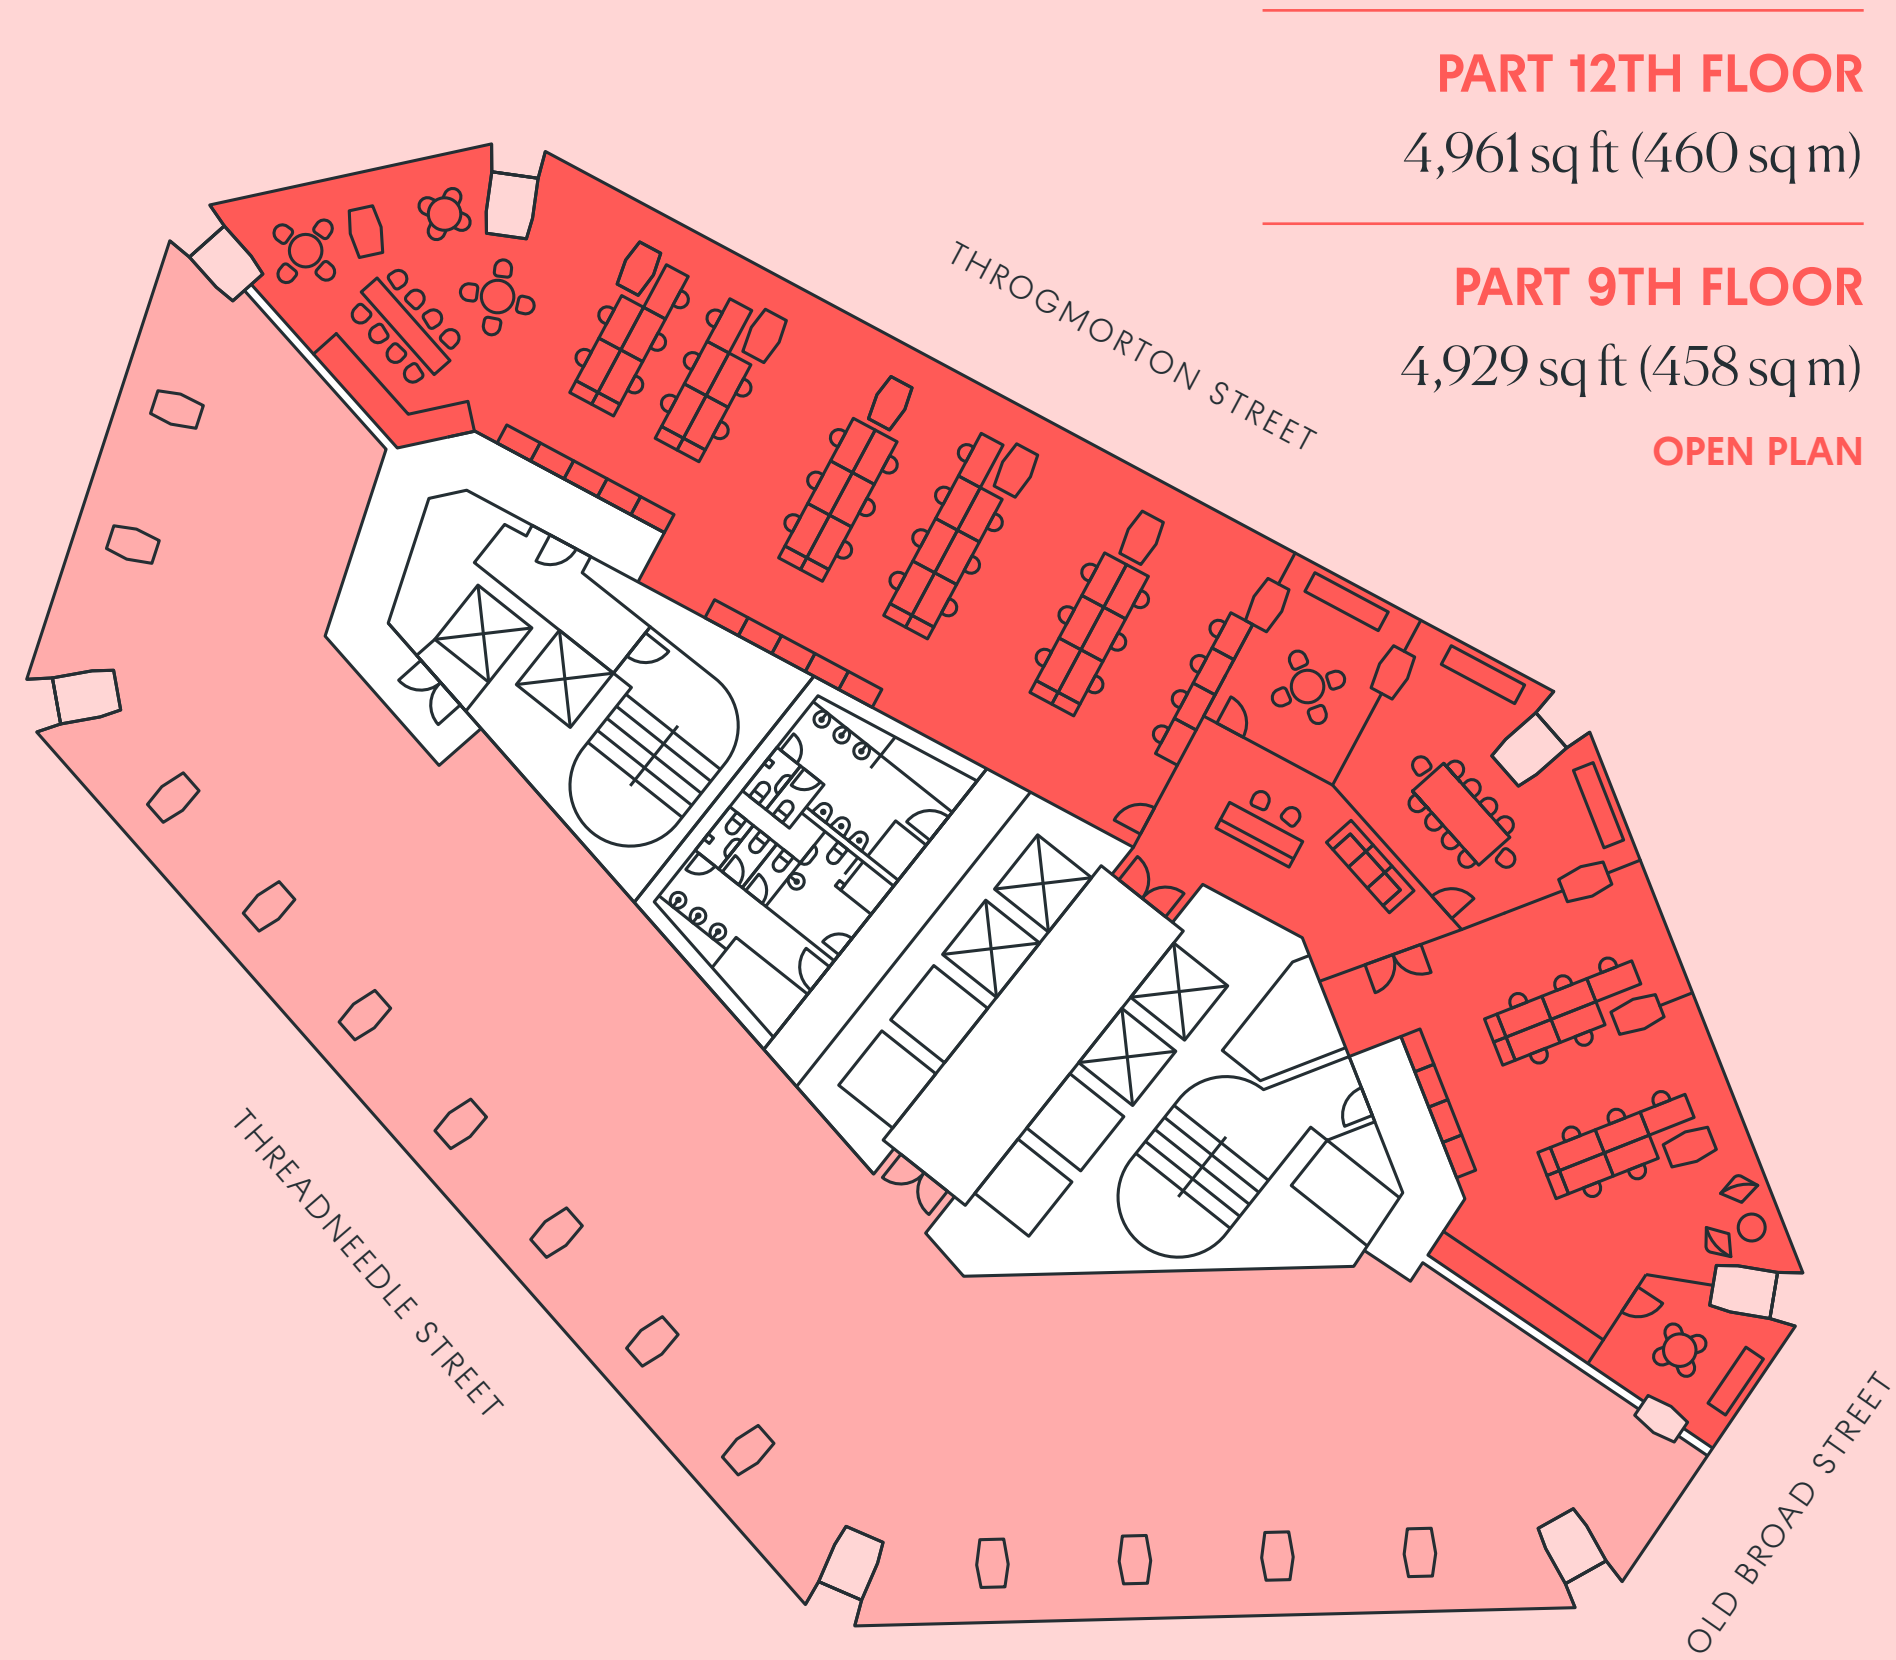 PART 12TH FLOOR
4,961 sq ft (460 sq m)
PART 9TH FLOOR
4,929 sq ft (458 sq m)
OPEN PLAN
THROGMORTON STREET
THREADNEEDLE STREET
OLD BROAD STREET